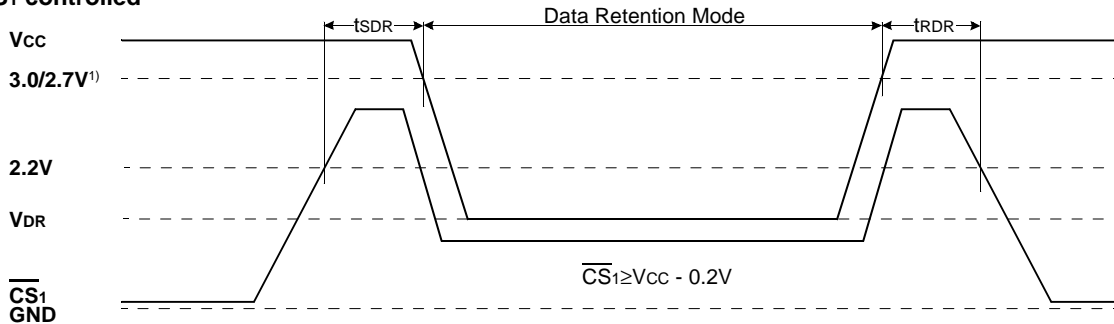 controlled
tSDR Data Retention Mode tRDR
VCC
3.0/2.7V1)
2.2V
VDR
CS1≥VCC - 0.2V
CS1
GND